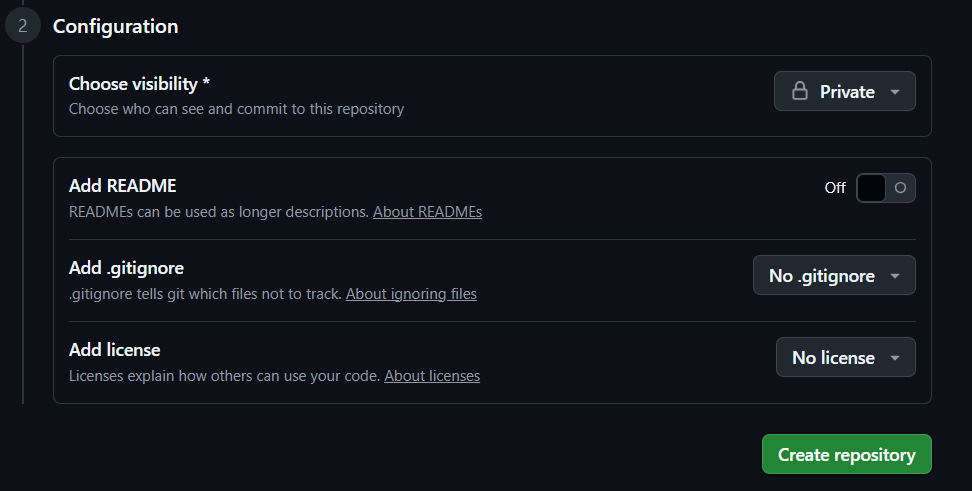 2
Configuration
Choose visibility *
Choose who can see and commit to this repository
Private
Add README
READMEs can be used as longer descriptions. About READMEs
Off
Add .gitignore
.gitignore tells git which files not to track. About ignoring files
No .gitignore
Add license
Licenses explain how others can use your code. About licenses
No license
Create repository